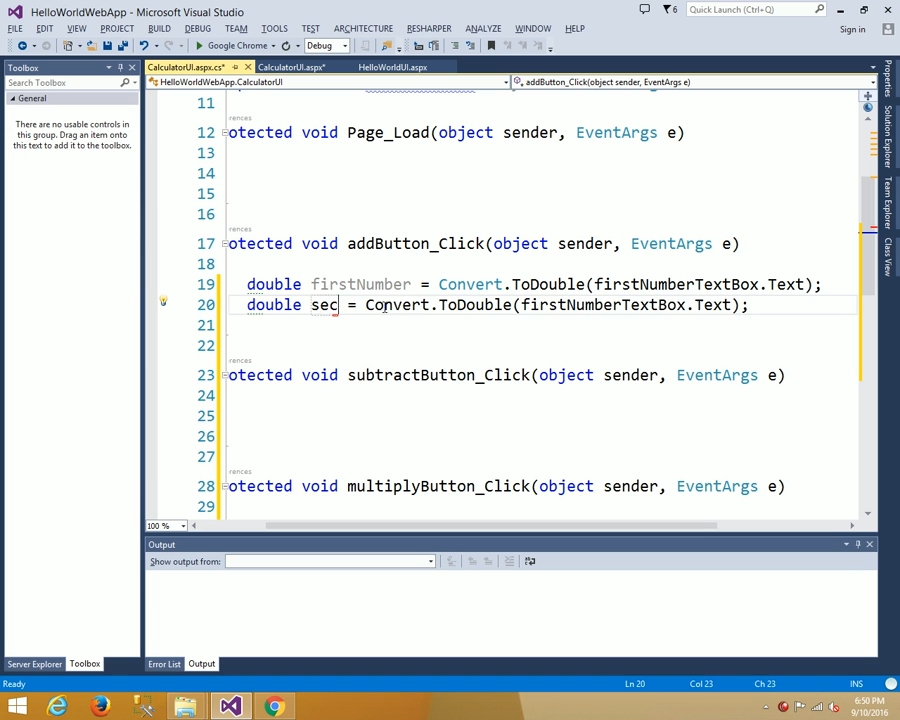 HelloWorldWebApp - Microsoft Visual Studio
6
Quick Launch (Ctrl+Q)
FILE EDIT VIEW PROJECT BUILD DEBUG TEAM TOOLS TEST ARCHITECTURE RESHARPER ANALYZE WINDOW HELP
Sign in
Google Chrome
Debug
Toolbox
CalculatorUI.aspx.cs* CalculatorUI.aspx* HelloWorldUI.aspx
Search Toolbox
HelloWorldWebApp.CalculatorUI
addButton_Click(object sender, EventArgs e)
General
There are no usable controls in
this group. Drag an item onto
this text to add it to the toolbox.
11
rences
12 otected void Page_Load(object sender, EventArgs e)
13
14
15
16
rences
17 otected void addButton_Click(object sender, EventArgs e)
18
19 double firstNumber = Convert.ToDouble(firstNumberTextBox.Text);
20 double sec = Convert.ToDouble(firstNumberTextBox.Text);
21
22
rences
23 otected void subtractButton_Click(object sender, EventArgs e)
24
25
26
27
rences
28 otected void multiplyButton_Click(object sender, EventArgs e)
29
100 %
Properties
Solution Explorer
Team Explorer
Class View
Output
Show output from:
Server Explorer Toolbox
Error List Output
Ready
Ln 20 Col 23 Ch 23 INS
6:50 PM
9/10/2016